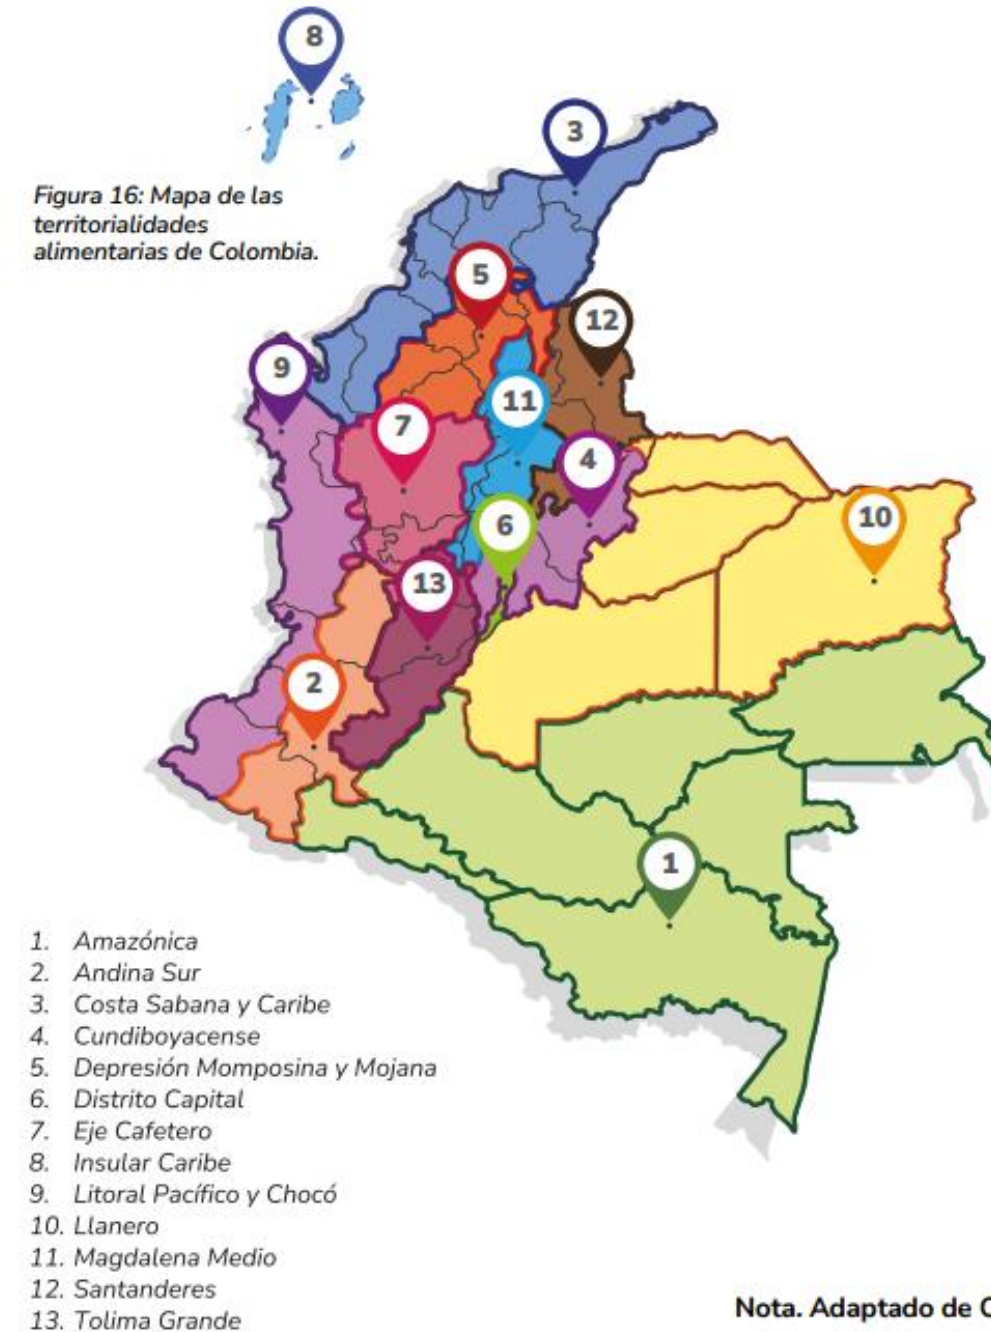 8
3
Figura 16: Mapa de las
territorialidades
alimentarias de Colombia.
5
12
9
11
7
4
10
6
13
2
1
1. Amazónica
2. Andina Sur
3. Costa Sabana y Caribe
4. Cundiboyacense
5. Depresión Momposina y Mojana
6. Distrito Capital
7. Eje Cafetero
8. Insular Caribe
9. Litoral Pacífico y Chocó
10. Llanero
11. Magdalena Medio
12. Santanderes
13. Tolima Grande
Nota. Adaptado de